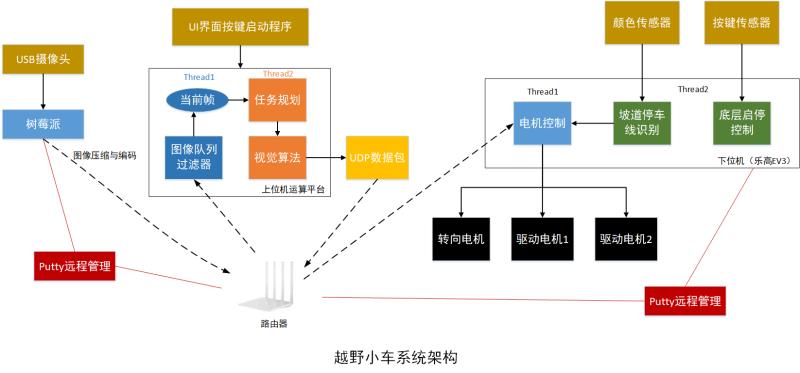 UI界面按键启动程序
颜色传感器
按键传感器
USB摄像头
Thread1
Thread2
当前帧
任务规划
树莓派
图像压缩与编码
图像队列
过滤器
视觉算法
UDP数据包
上位机运算平台
Thread1
Thread2
电机控制
坡道停车
线识别
底层启停
控制
下位机（乐高EV3）
转向电机
驱动电机1
驱动电机2
Putty远程管理
Putty远程管理
路由器
越野小车系统架构